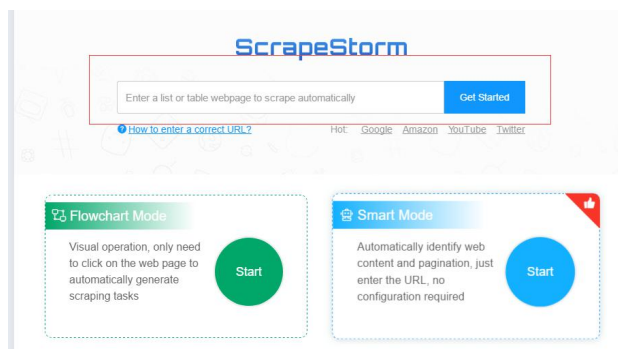 ScrapeStorm
Enter a list or table webpage to scrape automatically
Get Started
How to enter a correct URL?
Hot: Google Amazon YouTube Twitter
Flowchart Mode
Visual operation, only need
to click on the web page to
automatically generate
scraping tasks
Start
Smart Mode
Automatically identify web
content and pagination, just
enter the URL, no
configuration required
Start